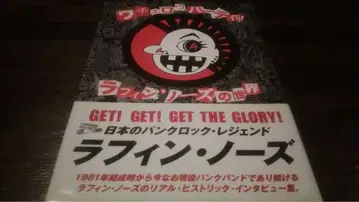 ワン・フォー・パーティ!
ラフィン・ノーズの世界
GET! GET! GET THE GLORY!
日本のパンクロック・レジェンド
ラフィン・ノーズ
1981年結成時から今なお現役パンクバンドであり続ける
ラフィン・ノーズのリアル・ヒストリック・インタビュー集。